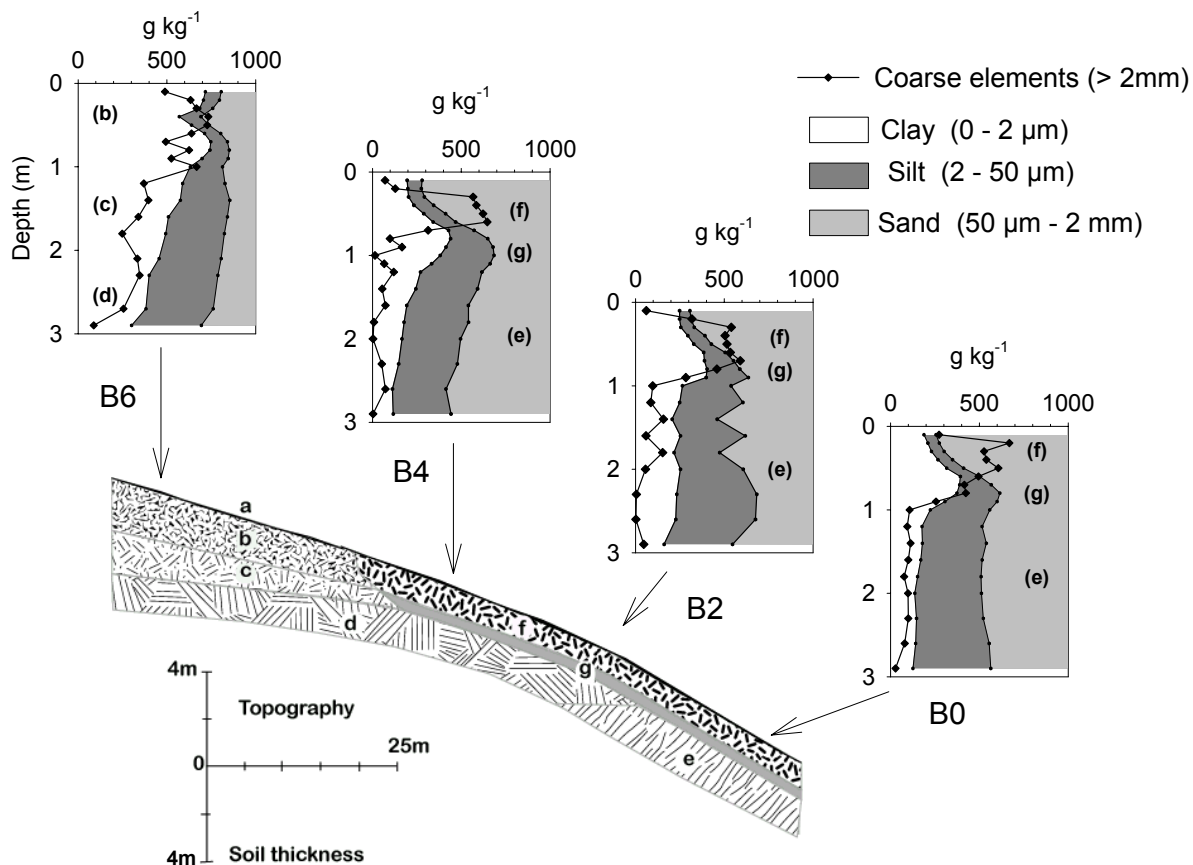 g kg-1
0 500 1000
Depth (m)
0
1
2
3
(b)
(c)
(d)
B6
g kg-1
0 500 1000
0
1
2
3
(f)
(g)
(e)
B4
g kg-1
0 500 1000
0
1
2
3
(f)
(g)
(e)
B2
g kg-1
0 500 1000
0
1
2
3
(f)
(g)
(e)
B0
Coarse elements (> 2mm)
Clay (0 - 2 µm)
Silt (2 - 50 µm)
Sand (50 µm - 2 mm)
a
b
c
d
f
g
e
4m
Topography
25m
0
4m
Soil thickness